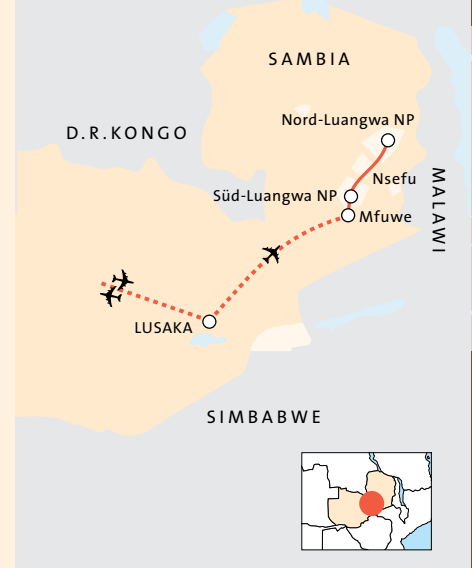 SAMBIA
Nord-Luangwa NP
D.R.KONGO
MALAWI
Nsefu
Süd-Luangwa NP
Mfuwe
LUSAKA
SIMBABWE